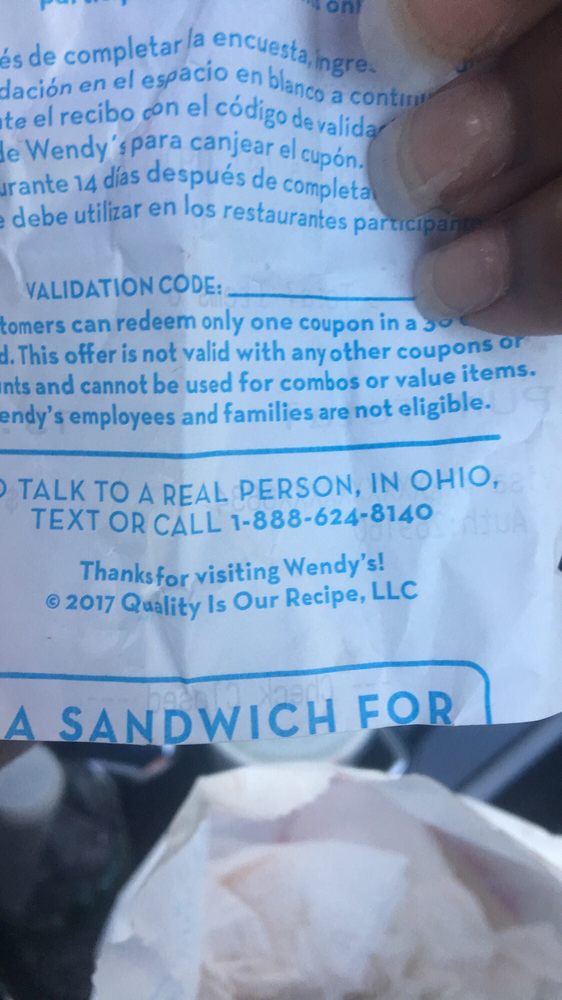 és de completar la encuesta, ingre
dación en el espacio en blanco a contin
te el recibo con el código de valida
de Wendy's para canjear el cupón.
urante 14 días después de completa
e debe utilizar en los restaurantes participante
VALIDATION CODE:
tomers can redeem only one coupon in a 30
d. This offer is not valid with any other coupons or
nts and cannot be used for combos or value items.
endy's employees and families are not eligible.
O TALK TO A REAL PERSON, IN OHIO,
TEXT OR CALL 1-888-624-8140
Thanks for visiting Wendy's!
© 2017 Quality Is Our Recipe, LLC
A SANDWICH FOR